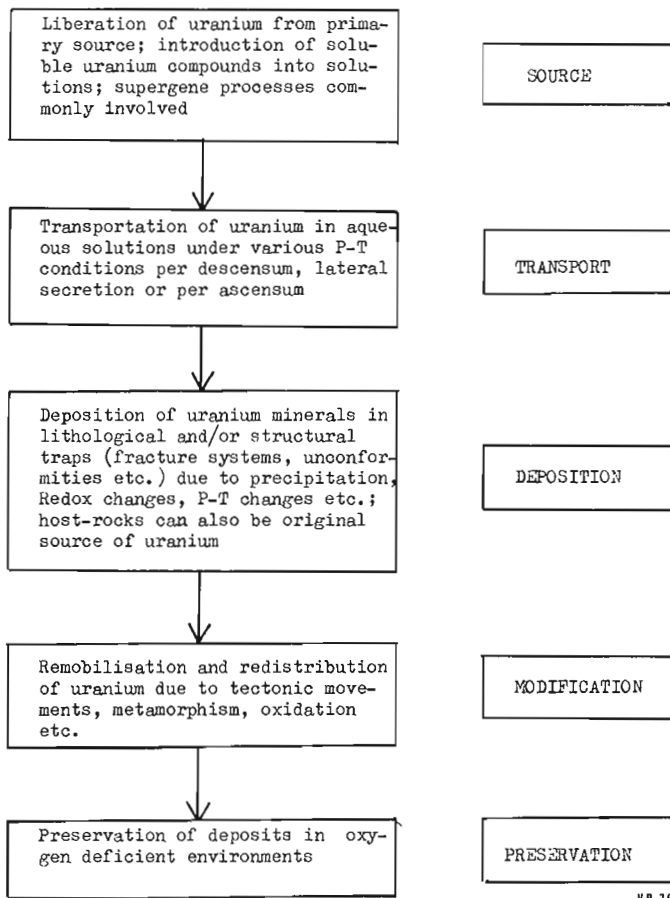 Liberation of uranium from prima-
ry source; introduction of solu-
ble uranium compounds into solu-
tions; supergene processes com-
monly involved
SOURCE
Transportation of uranium in aque-
ous solutions under various P-T
conditions per descensum, lateral
secretion or per ascensum
TRANSPORT
Deposition of uranium minerals in
lithological and/or structural
traps (fracture systems, unconfor-
mities etc.) due to precipitation,
Redox changes, P-T changes etc.;
host-rocks can also be original
source of uranium
DEPOSITION
Remobilisation and redistribution
of uranium due to tectonic move-
ments, metamorphism, oxidation
etc.
MODIFICATION
Preservation of deposits in oxy-
gen deficient environments
PRESERVATION